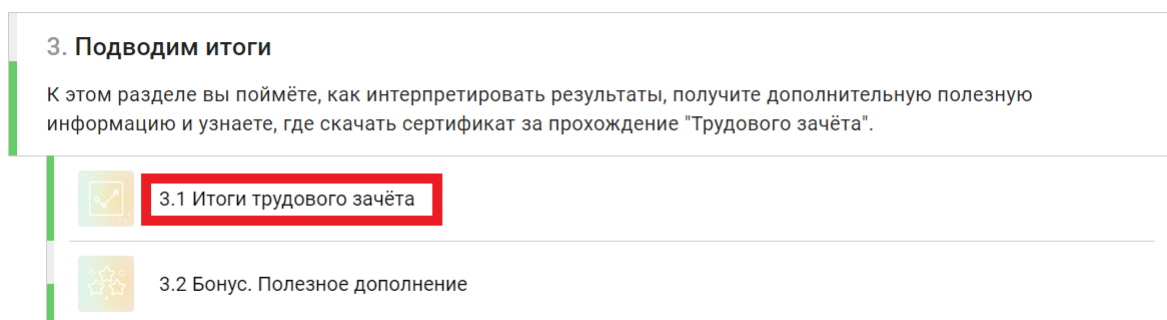 3. Подводим итоги
К этом разделе вы поймёте, как интерпретировать результаты, получите дополнительную полезную
информацию и узнаете, где скачать сертификат за прохождение "Трудового зачёта".
3.1 Итоги трудового зачёта
3.2 Бонус. Полезное дополнение